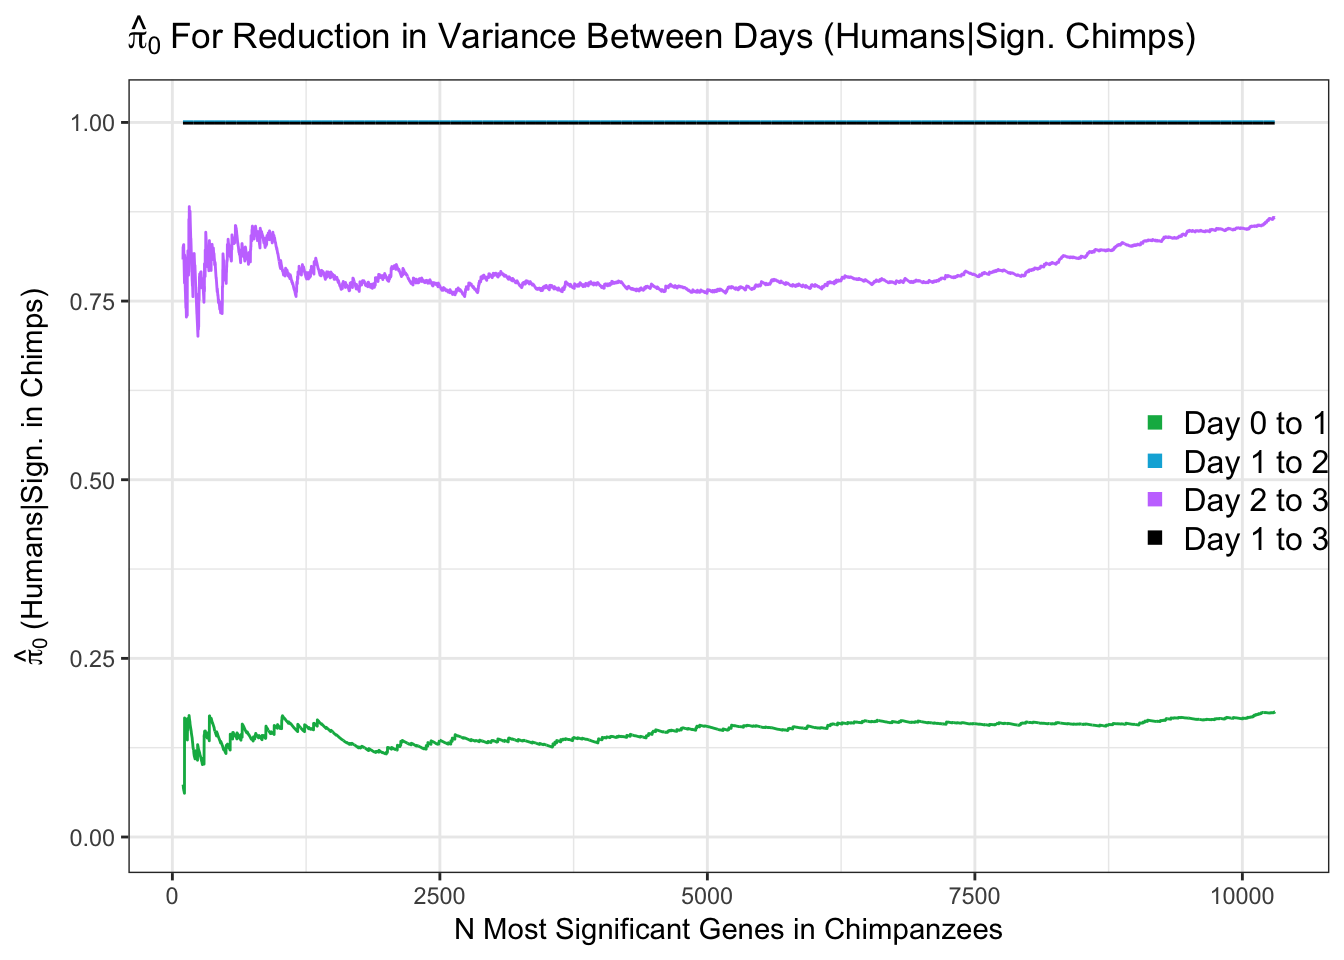 π̂₀ For Reduction in Variance Between Days (Humans|Sign. Chimps)
π̂₀ (Humans|Sign. in Chimps)
1.00
0.75
0.50
0.25
0.00
Day 0 to 1
Day 1 to 2
Day 2 to 3
Day 1 to 3
0 2500 5000 7500 10000
N Most Significant Genes in Chimpanzees